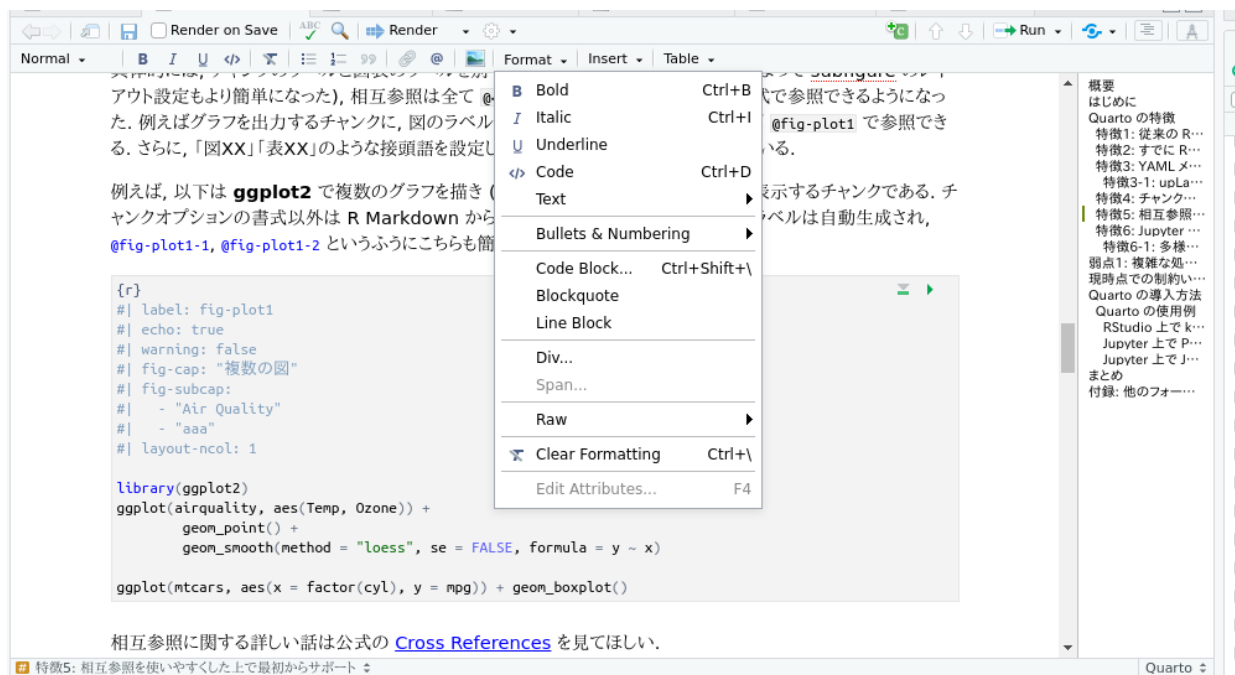 Render on Save
ABC
Render
Run
Normal
B I U </> 99 @ Format Insert Table
アウト設定もより簡単になった), 相互参照は全て
式で参照できるようになっ
た. 例えばグラフを出力するチャンクに, 図のラベル
@fig-plot1 で参照でき
る. さらに, 「図XX」「表XX」のような接頭語を設定し
いる.
例えば, 以下は ggplot2 で複数のグラフを描き (
表示するチャンクである. チ
ャンクオプションの書式以外は R Markdown から
ラベルは自動生成され,
@fig-plot1-1, @fig-plot1-2 というふうにこちらも簡
{r}
#| label: fig-plot1
#| echo: true
#| warning: false
#| fig-cap: "複数の図"
#| fig-subcap:
#|   - "Air Quality"
#|   - "aaa"
#| layout-ncol: 1
library(ggplot2)
ggplot(airquality, aes(Temp, Ozone)) +
geom_point() +
geom_smooth(method = "loess", se = FALSE, formula = y ~ x)
ggplot(mtcars, aes(x = factor(cyl), y = mpg)) + geom_boxplot()
相互参照に関する詳しい話は公式の Cross References を見てほしい.
B Bold Ctrl+B
I Italic Ctrl+I
U Underline
</> Code Ctrl+D
Text
Bullets & Numbering
Code Block... Ctrl+Shift+\
Blockquote
Line Block
Div...
Span...
Raw
Clear Formatting Ctrl+\
Edit Attributes... F4
概要
はじめに
Quarto の特徴
特徴1: 従来の R…
特徴2: すでに R…
特徴3: YAML メ…
特徴3-1: upLa…
特徴4: チャンク…
特徴5: 相互参照…
特徴6: Jupyter …
特徴6-1: 多様…
弱点1: 複雑な処…
現時点での制約い…
Quarto の導入方法
Quarto の使用例
RStudio 上で k…
Jupyter 上で P…
Jupyter 上で J…
まとめ
付録: 他のフォー…
# 特徴5: 相互参照を使いやすくした上で最初からサポート
Quarto